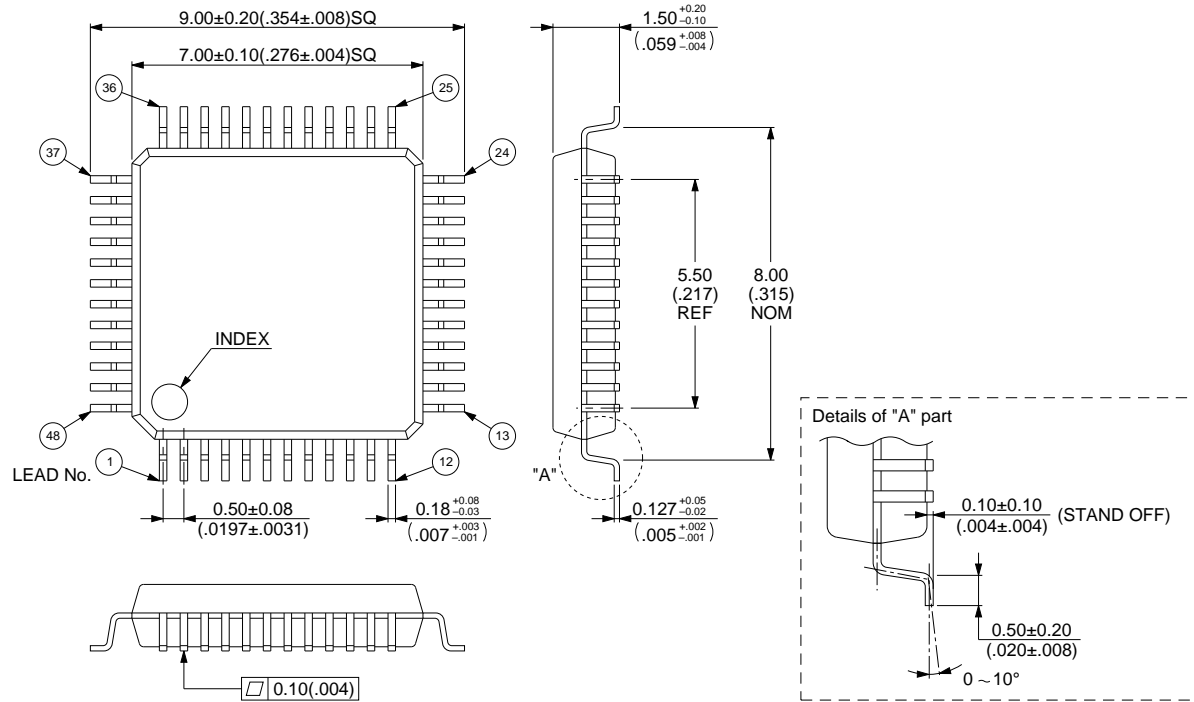 9.00±0.20(.354±.008)SQ
1.50 +0.20 −0.10
(.059 +.008 −.004)
7.00±0.10(.276±.004)SQ
36
25
37
24
INDEX
5.50
(.217)
REF
8.00
(.315)
NOM
48
13
LEAD No.
1
12
"A"
0.50±0.08
(.0197±.0031)
0.18 +0.08 −0.03
(.007 +.003 −.001)
0.127 +0.05 −0.02
(.005 +.002 −.001)
0.10(.004)
Details of "A" part
0.10±0.10
(.004±.004)
(STAND OFF)
0.50±0.20
(.020±.008)
0 ~ 10°